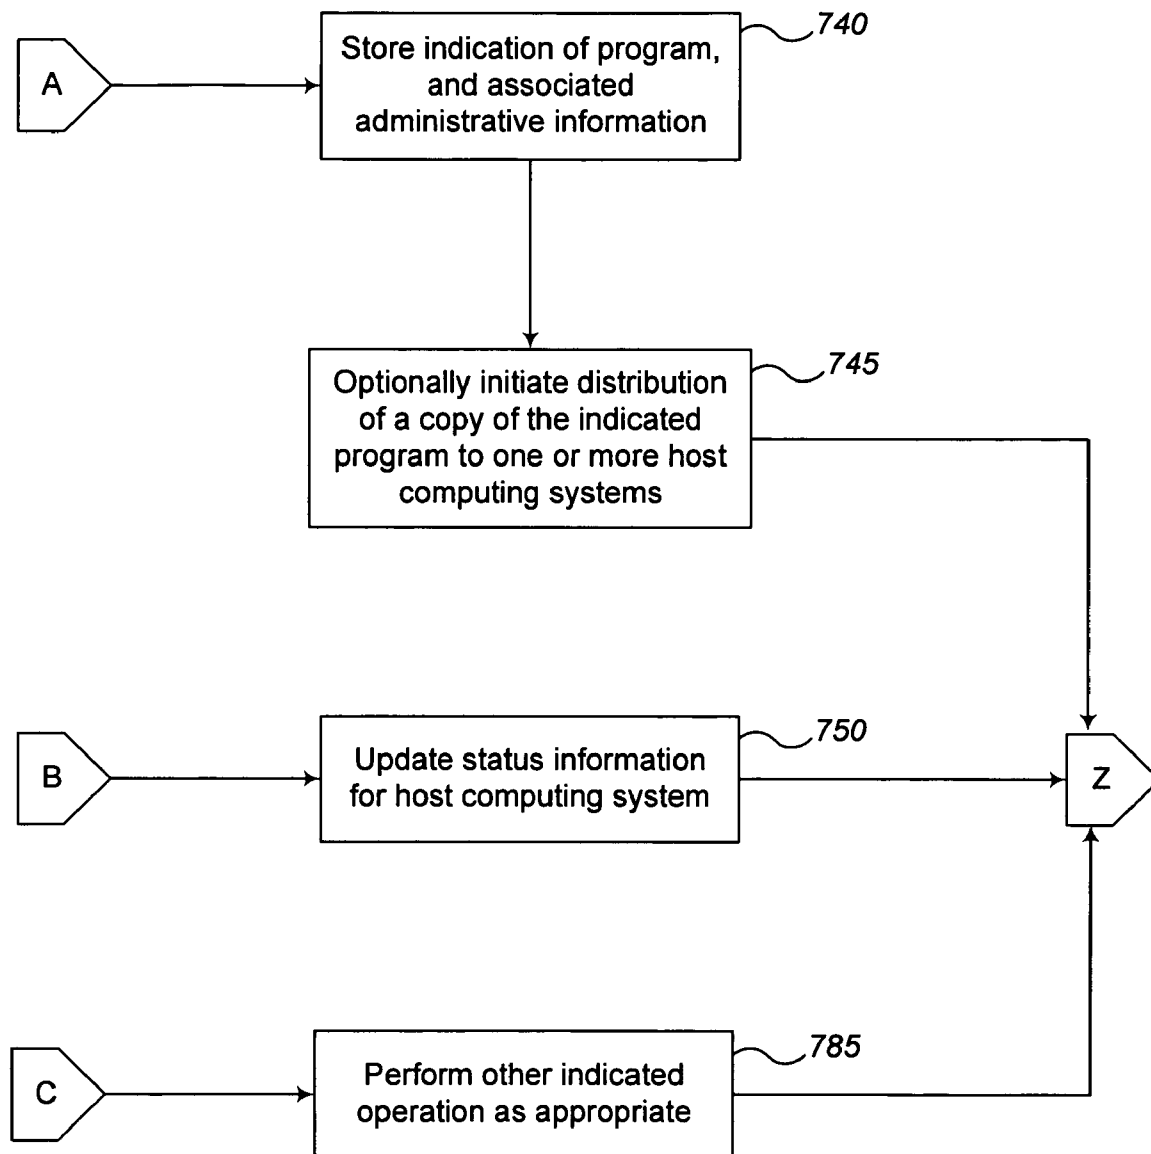 740
A
Store indication of program,
and associated
administrative information
745
Optionally initiate distribution
of a copy of the indicated
program to one or more host
computing systems
750
B
Update status information
for host computing system
Z
785
C
Perform other indicated
operation as appropriate